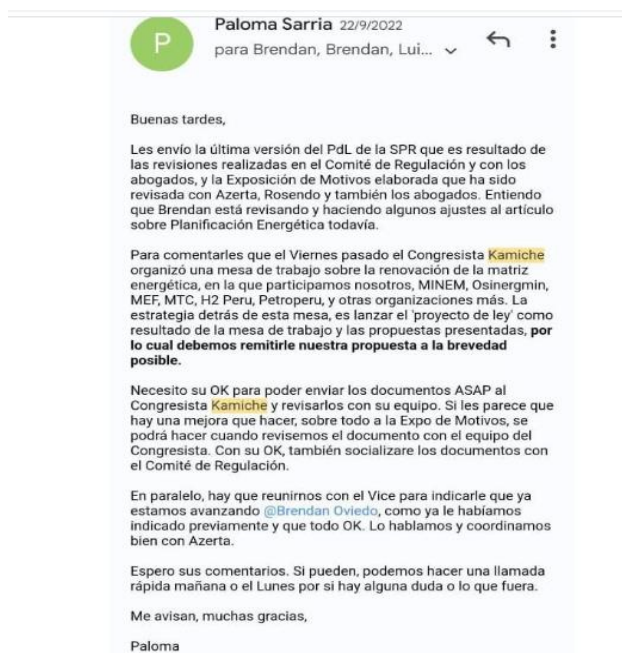 P
Paloma Sarria 22/9/2022
para Brendan, Brendan, Lui...
Buenas tardes,
Les envío la última versión del PdL de la SPR que es resultado de
las revisiones realizadas en el Comité de Regulación y con los
abogados, y la Exposición de Motivos elaborada que ha sido
revisada con Azerta, Rosendo y también los abogados. Entiendo
que Brendan está revisando y haciendo algunos ajustes al artículo
sobre Planificación Energética todavía.
Para comentarles que el Viernes pasado el Congresista Kamiche
organizó una mesa de trabajo sobre la renovación de la matriz
energética, en la que participamos nosotros, MINEM, Osinergmin,
MEF, MTC, H2 Peru, Petroperu, y otras organizaciones más. La
estrategia detrás de esta mesa, es lanzar el 'proyecto de ley' como
resultado de la mesa de trabajo y las propuestas presentadas, por
lo cual debemos remitirle nuestra propuesta a la brevedad
posible.
Necesito su OK para poder enviar los documentos ASAP al
Congresista Kamiche y revisarlos con su equipo. Si les parece que
hay una mejora que hacer, sobre todo a la Expo de Motivos, se
podrá hacer cuando revisemos el documento con el equipo del
Congresista. Con su OK, también socializare los documentos con
el Comité de Regulación.
En paralelo, hay que reunirnos con el Vice para indicarle que ya
estamos avanzando @Brendan Oviedo, como ya le habíamos
indicado previamente y que todo OK. Lo hablamos y coordinamos
bien con Azerta.
Espero sus comentarios. Si pueden, podemos hacer una llamada
rápida mañana o el Lunes por si hay alguna duda o lo que fuera.
Me avisan, muchas gracias,
Paloma